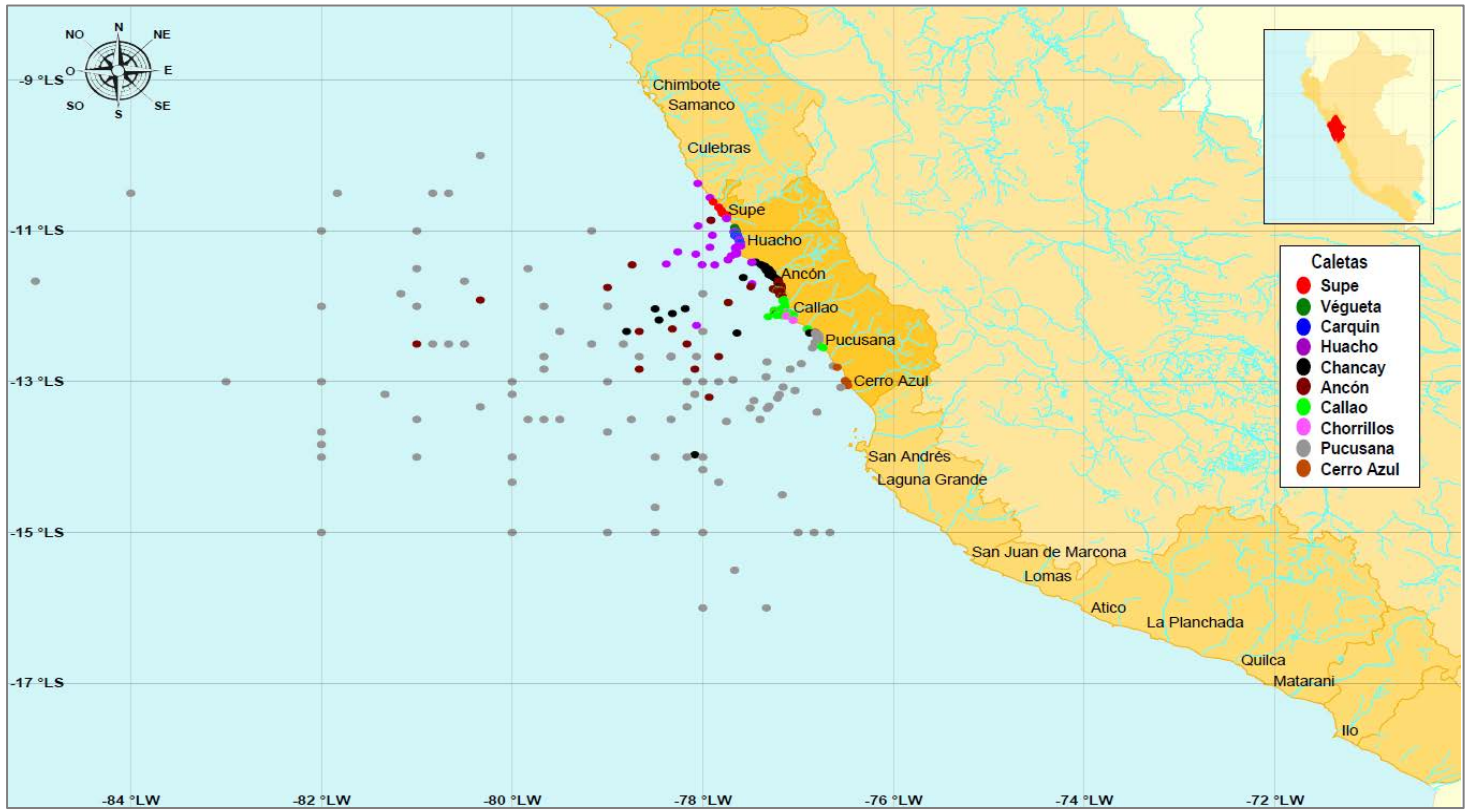 N
NO
NE
O
E
SO
SE
S
-9 °LS
-11 °LS
-13 °LS
-15 °LS
-17 °LS
Chimbote
Samanco
Culebras
Supe
Huacho
Ancón
Callao
Pucusana
Cerro Azul
San Andrés
Laguna Grande
San Juan de Marcona
Lomas
Atico
La Planchada
Quilca
Matarani
Ilo
Caletas
Supe
Végueta
Carquin
Huacho
Chancay
Ancón
Callao
Chorrillos
Pucusana
Cerro Azul
-84 °LW
-82 °LW
-80 °LW
-78 °LW
-76 °LW
-74 °LW
-72 °LW